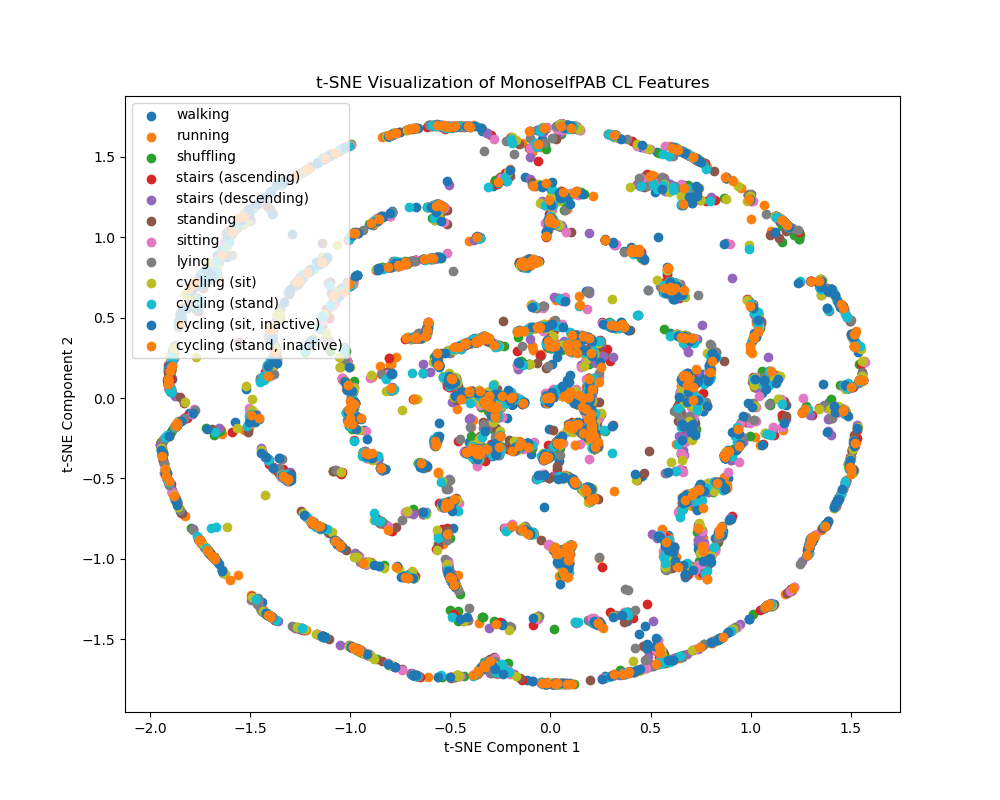 t-SNE Visualization of MonoselfPAB CL Features
walking
running
shuffling
stairs (ascending)
stairs (descending)
standing
sitting
lying
cycling (sit)
cycling (stand)
cycling (sit, inactive)
cycling (stand, inactive)
1.5
1.0
0.5
0.0
−0.5
−1.0
−1.5
t-SNE Component 2
−2.0 −1.5 −1.0 −0.5 0.0 0.5 1.0 1.5
t-SNE Component 1